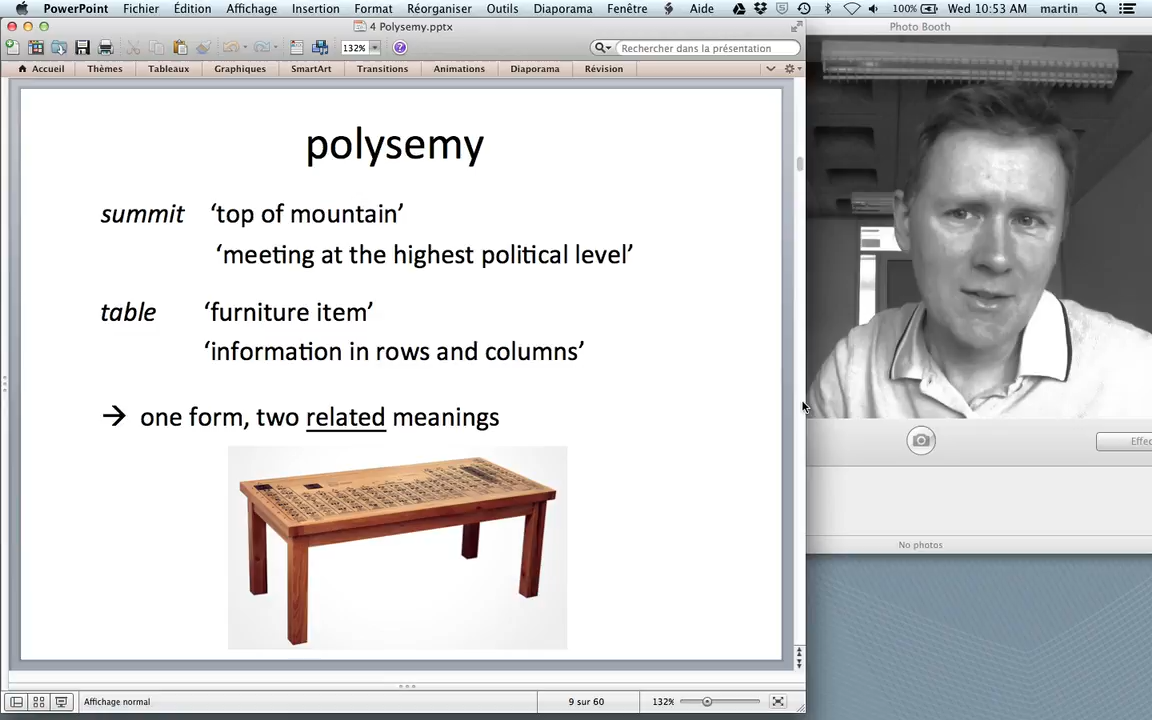 PowerPoint Fichier Édition Affichage Insertion Format Réorganiser Outils Diaporama Fenêtre Aide 100% Wed 10:53 AM martin
4 Polysemy.pptx
Photo Booth
132% Rechercher dans la présentation
Accueil Thèmes Tableaux Graphiques SmartArt Transitions Animations Diaporama Révision
polysemy
summit ‘top of mountain’
‘meeting at the highest political level’
table ‘furniture item’
‘information in rows and columns’
→ one form, two related meanings
Effec
No photos
Affichage normal 9 sur 60 132%